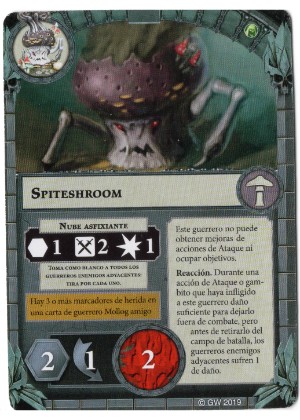 SPITESHROOM
NUBE ASFIXIANTE
1 2 1
TOMA COMO BLANCO A TODOS LOS
GUERREROS ENEMIGOS ADYACENTES
TIRA POR CADA UNO.
Hay 3 o más marcadores de herida en
una carta de guerrero Mollog amigo
Este guerrero no puede
obtener mejoras de
acciones de Ataque al
ocupar objetivos.
Reacción. Durante una
acción de Ataque o gam-
bito que haya infligido
a este guerrero daño
suficiente para dejarlo
fuera de combate, pero
antes de retirarlo del
campo de batalla, los
guerreros enemigos
adyacentes sufren 1
de daño.
2 1 2
© GW 2019